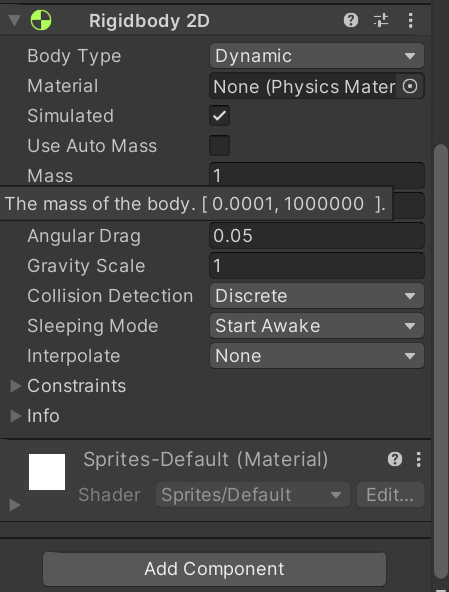 Rigidbody 2D
Body Type Dynamic
Material None (Physics Mater
Simulated
Use Auto Mass
Mass 1
The mass of the body. [ 0.0001, 1000000 ].
Angular Drag 0.05
Gravity Scale 1
Collision Detection Discrete
Sleeping Mode Start Awake
Interpolate None
Constraints
Info
Sprites-Default (Material)
Shader Sprites/Default Edit...
Add Component